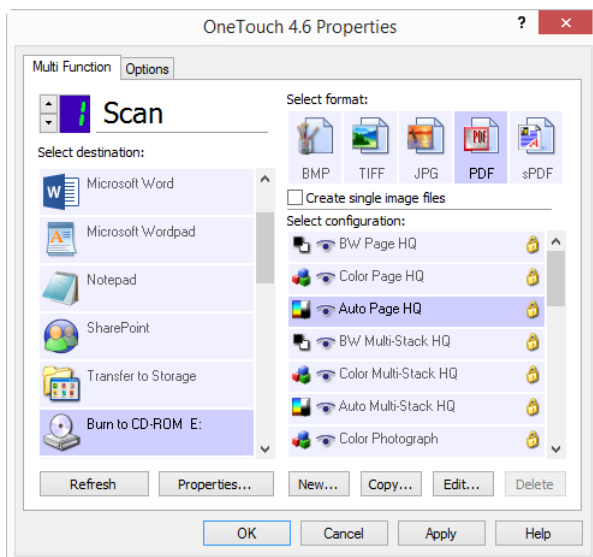 OneTouch 4.6 Properties
?
×
Multi Function
Options
1
Scan
Select destination:
W
Microsoft Word
A
Microsoft Wordpad
Notepad
SharePoint
Transfer to Storage
Burn to CD-ROM E:
Refresh
Properties...
Select format:
BMP
TIFF
JPG
PDF
PDF
sPDF
Create single image files
Select configuration:
BW Page HQ
Color Page HQ
Auto Page HQ
BW Multi-Stack HQ
Color Multi-Stack HQ
Auto Multi-Stack HQ
Color Photograph
New...
Copy...
Edit...
Delete
OK
Cancel
Apply
Help